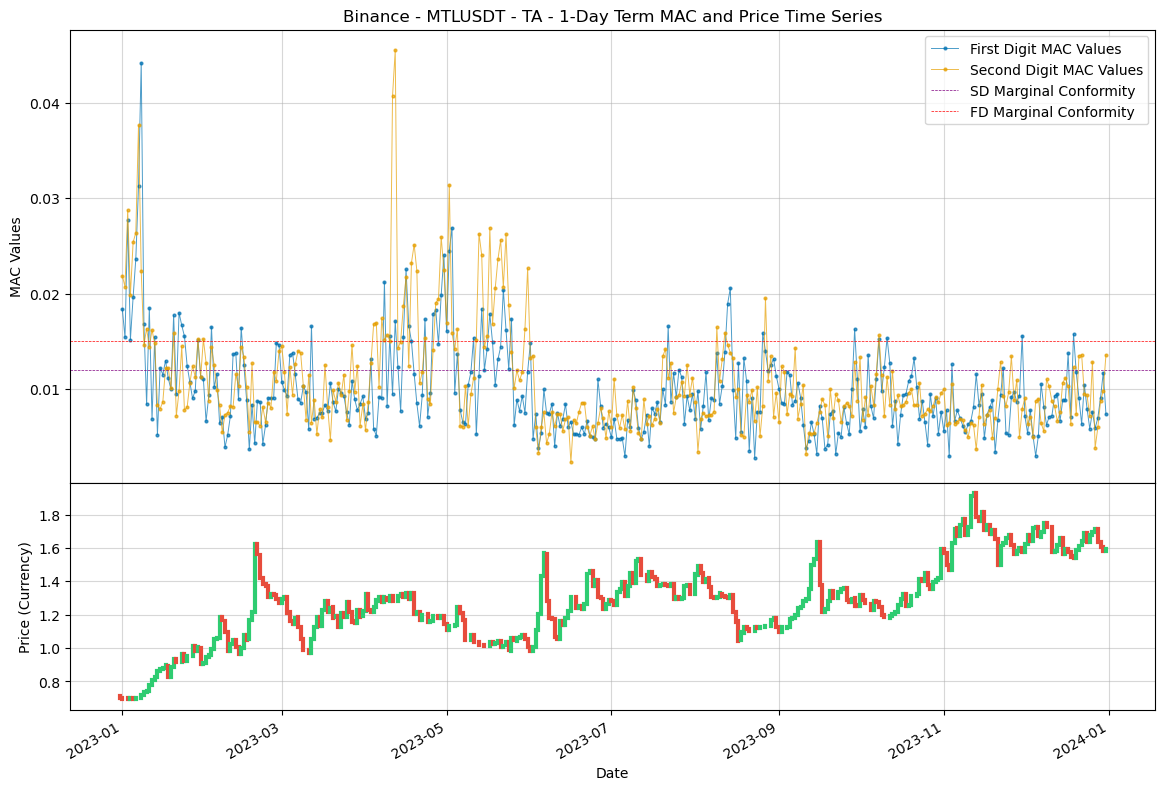 Binance - MTLUSDT - TA - 1-Day Term MAC and Price Time Series
First Digit MAC Values
Second Digit MAC Values
SD Marginal Conformity
FD Marginal Conformity
MAC Values
0.04
0.03
0.02
0.01
Price (Currency)
1.8
1.6
1.4
1.2
1.0
0.8
2023-01
2023-03
2023-05
2023-07
2023-09
2023-11
2024-01
Date